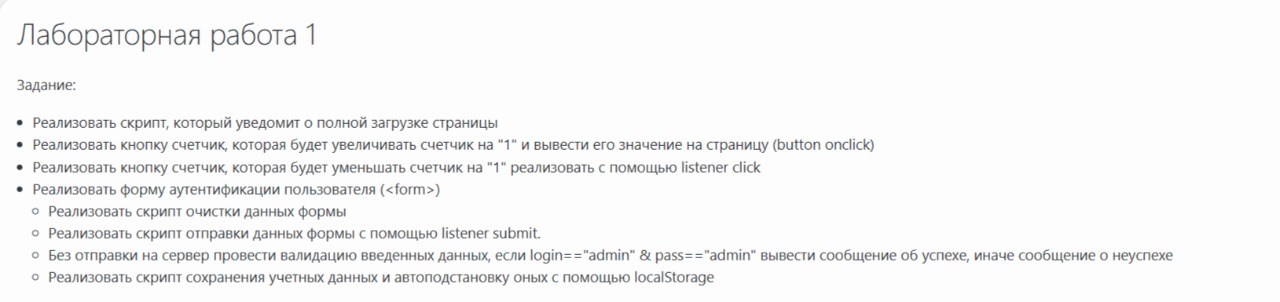 Лабораторная работа 1
Задание:
Реализовать скрипт, который уведомит о полной загрузке страницы
Реализовать кнопку счетчик, которая будет увеличивать счетчик на "1" и вывести его значение на страницу (button onclick)
Реализовать кнопку счетчик, которая будет уменьшать счетчик на "1" реализовать с помощью listener click
Реализовать форму аутентификации пользователя (<form>)
Реализовать скрипт очистки данных формы
Реализовать скрипт отправки данных формы с помощью listener submit.
Без отправки на сервер провести валидацию введенных данных, если login=="admin" & pass=="admin" вывести сообщение об успехе, иначе сообщение о неуспехе
Реализовать скрипт сохранения учетных данных и автоподстановку оных с помощью localStorage